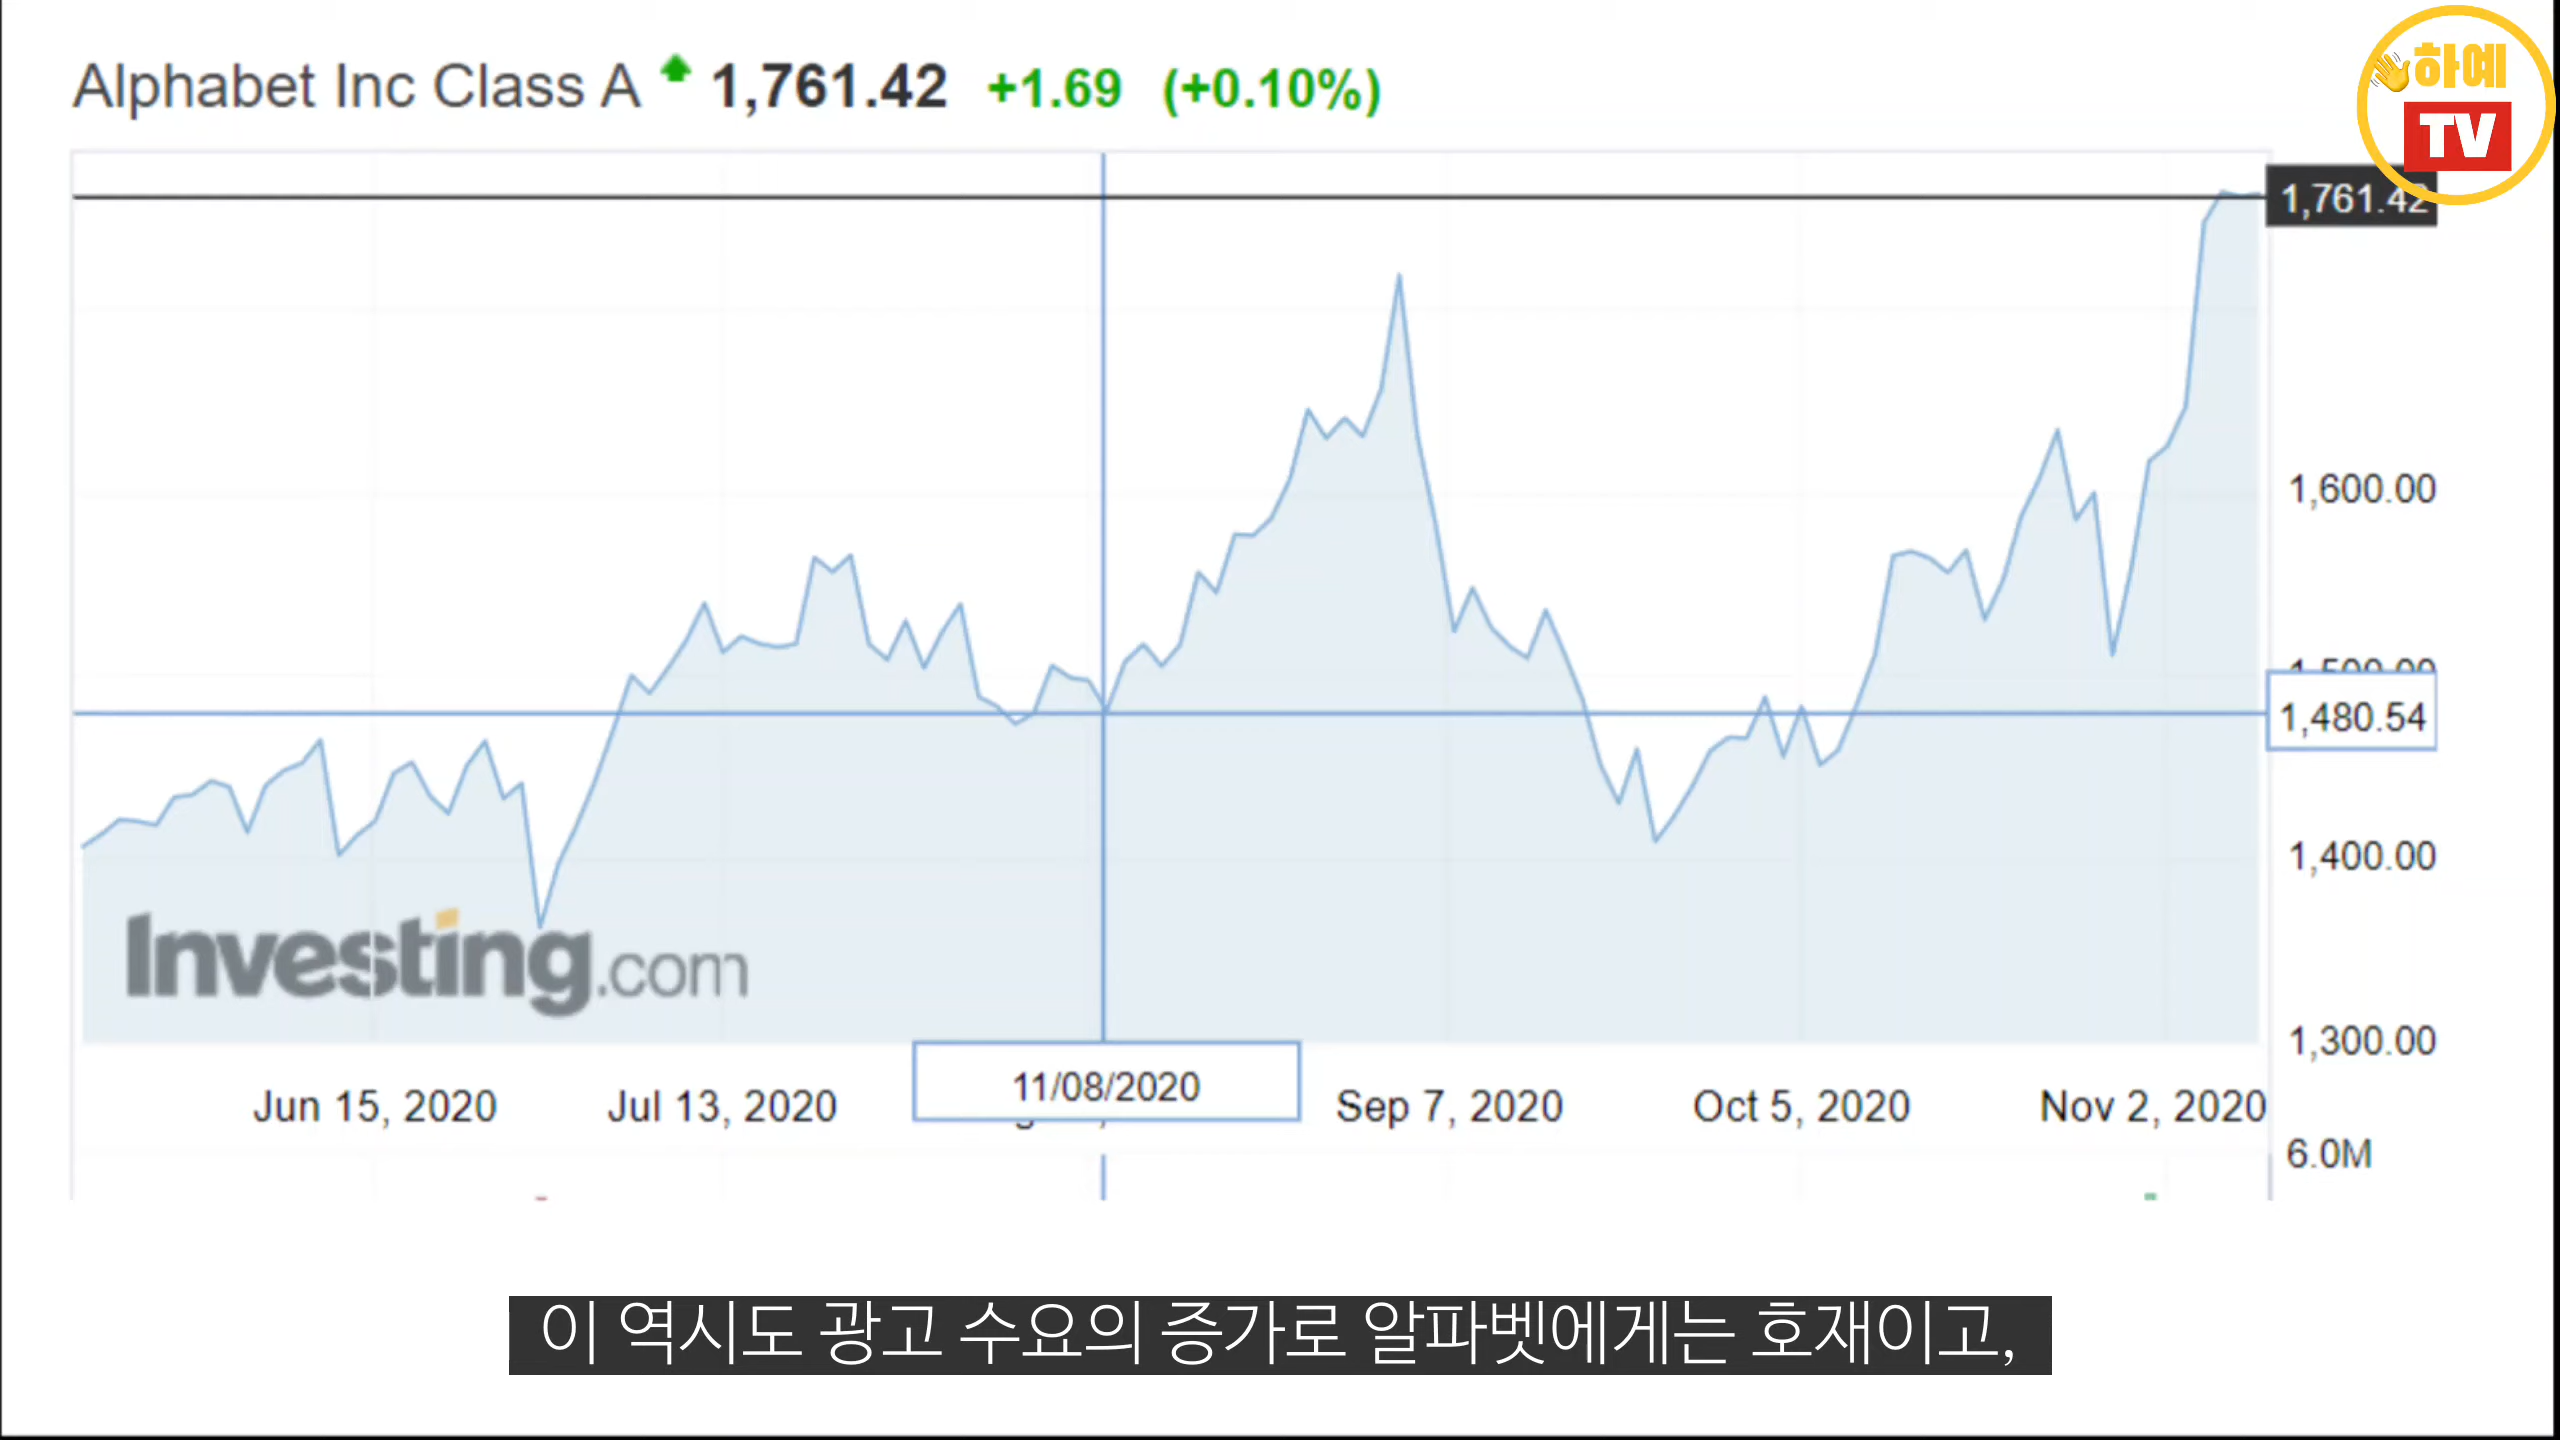 Alphabet Inc Class A 1,761.42 +1.69 (+0.10%)
하예
TV
1,761.42
1,600.00
1,500.00
1,480.54
1,400.00
1,300.00
Investing.com
Jun 15, 2020 Jul 13, 2020 11/08/2020 Sep 7, 2020 Oct 5, 2020 Nov 2, 2020
6.0M
이 역시도 광고 수요의 증가로 알파벳에게는 호재이고,